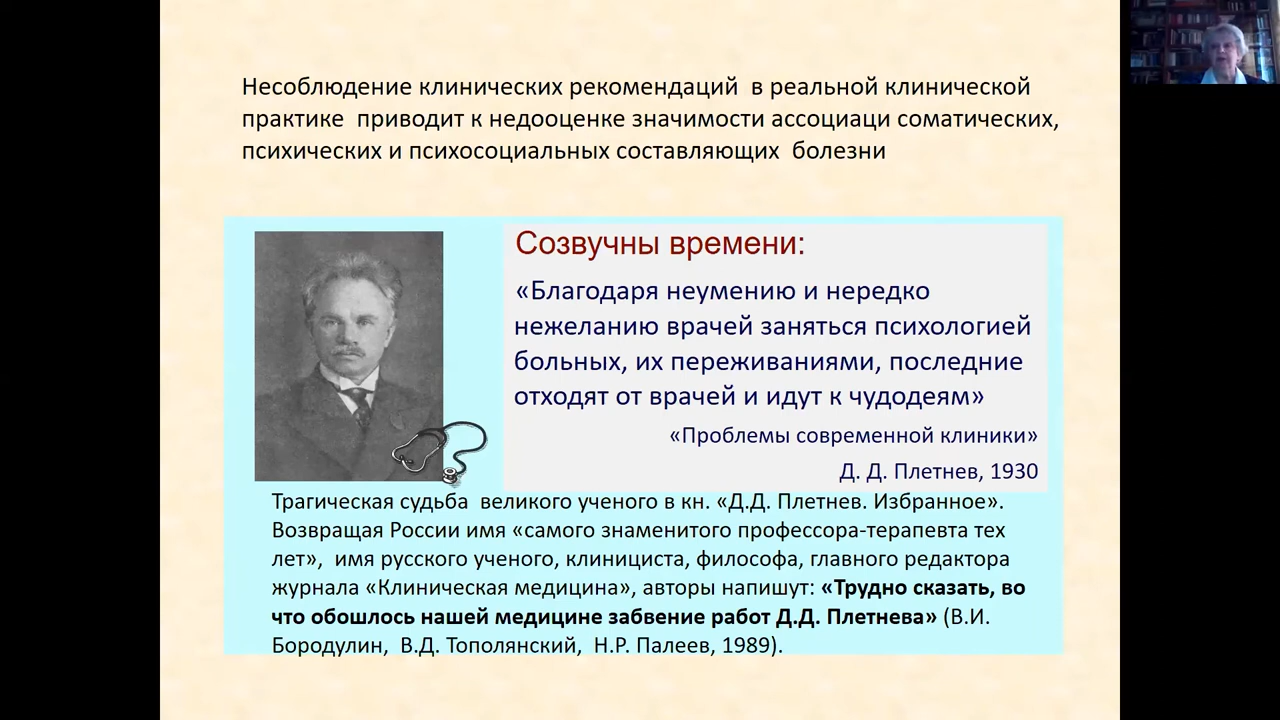 Несоблюдение клинических рекомендаций в реальной клинической
практике приводит к недооценке значимости ассоциаци соматических,
психических и психосоциальных составляющих болезни
Созвучны времени:
«Благодаря неумению и нередко
нежеланию врачей заняться психологией
больных, их переживаниями, последние
отходят от врачей и идут к чудодеям»
«Проблемы современной клиники»
Д. Д. Плетнев, 1930
Трагическая судьба великого ученого в кн. «Д.Д. Плетнев. Избранное».
Возвращая России имя «самого знаменитого профессора-терапевта тех
лет», имя русского ученого, клинициста, философа, главного редактора
журнала «Клиническая медицина», авторы напишут: «Трудно сказать, во
что обошлось нашей медицине забвение работ Д.Д. Плетнева» (В.И.
Бородулин, В.Д. Тополянский, Н.Р. Палеев, 1989).